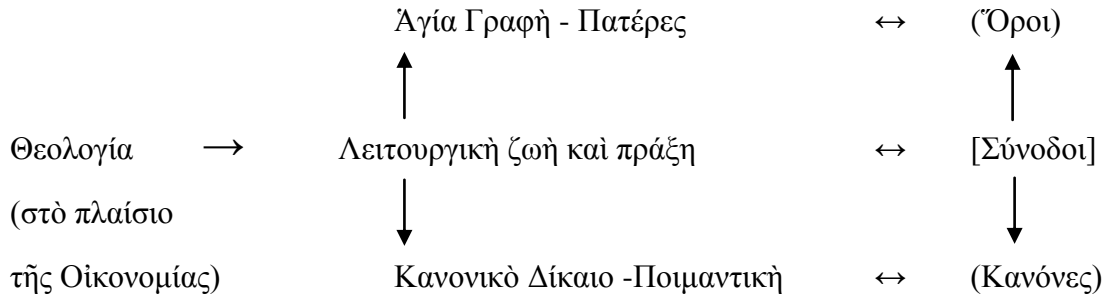 Ἁγία Γραφὴ - Πατέρες ↔ (Ὅροι)
Θεολογία → Λειτουργικὴ ζωὴ καὶ πράξη ↔ [Σύνοδοι]
(στὸ πλαίσιο
τῆς Οἰκονομίας) Κανονικὸ Δίκαιο -Ποιμαντικὴ ↔ (Κανόνες)